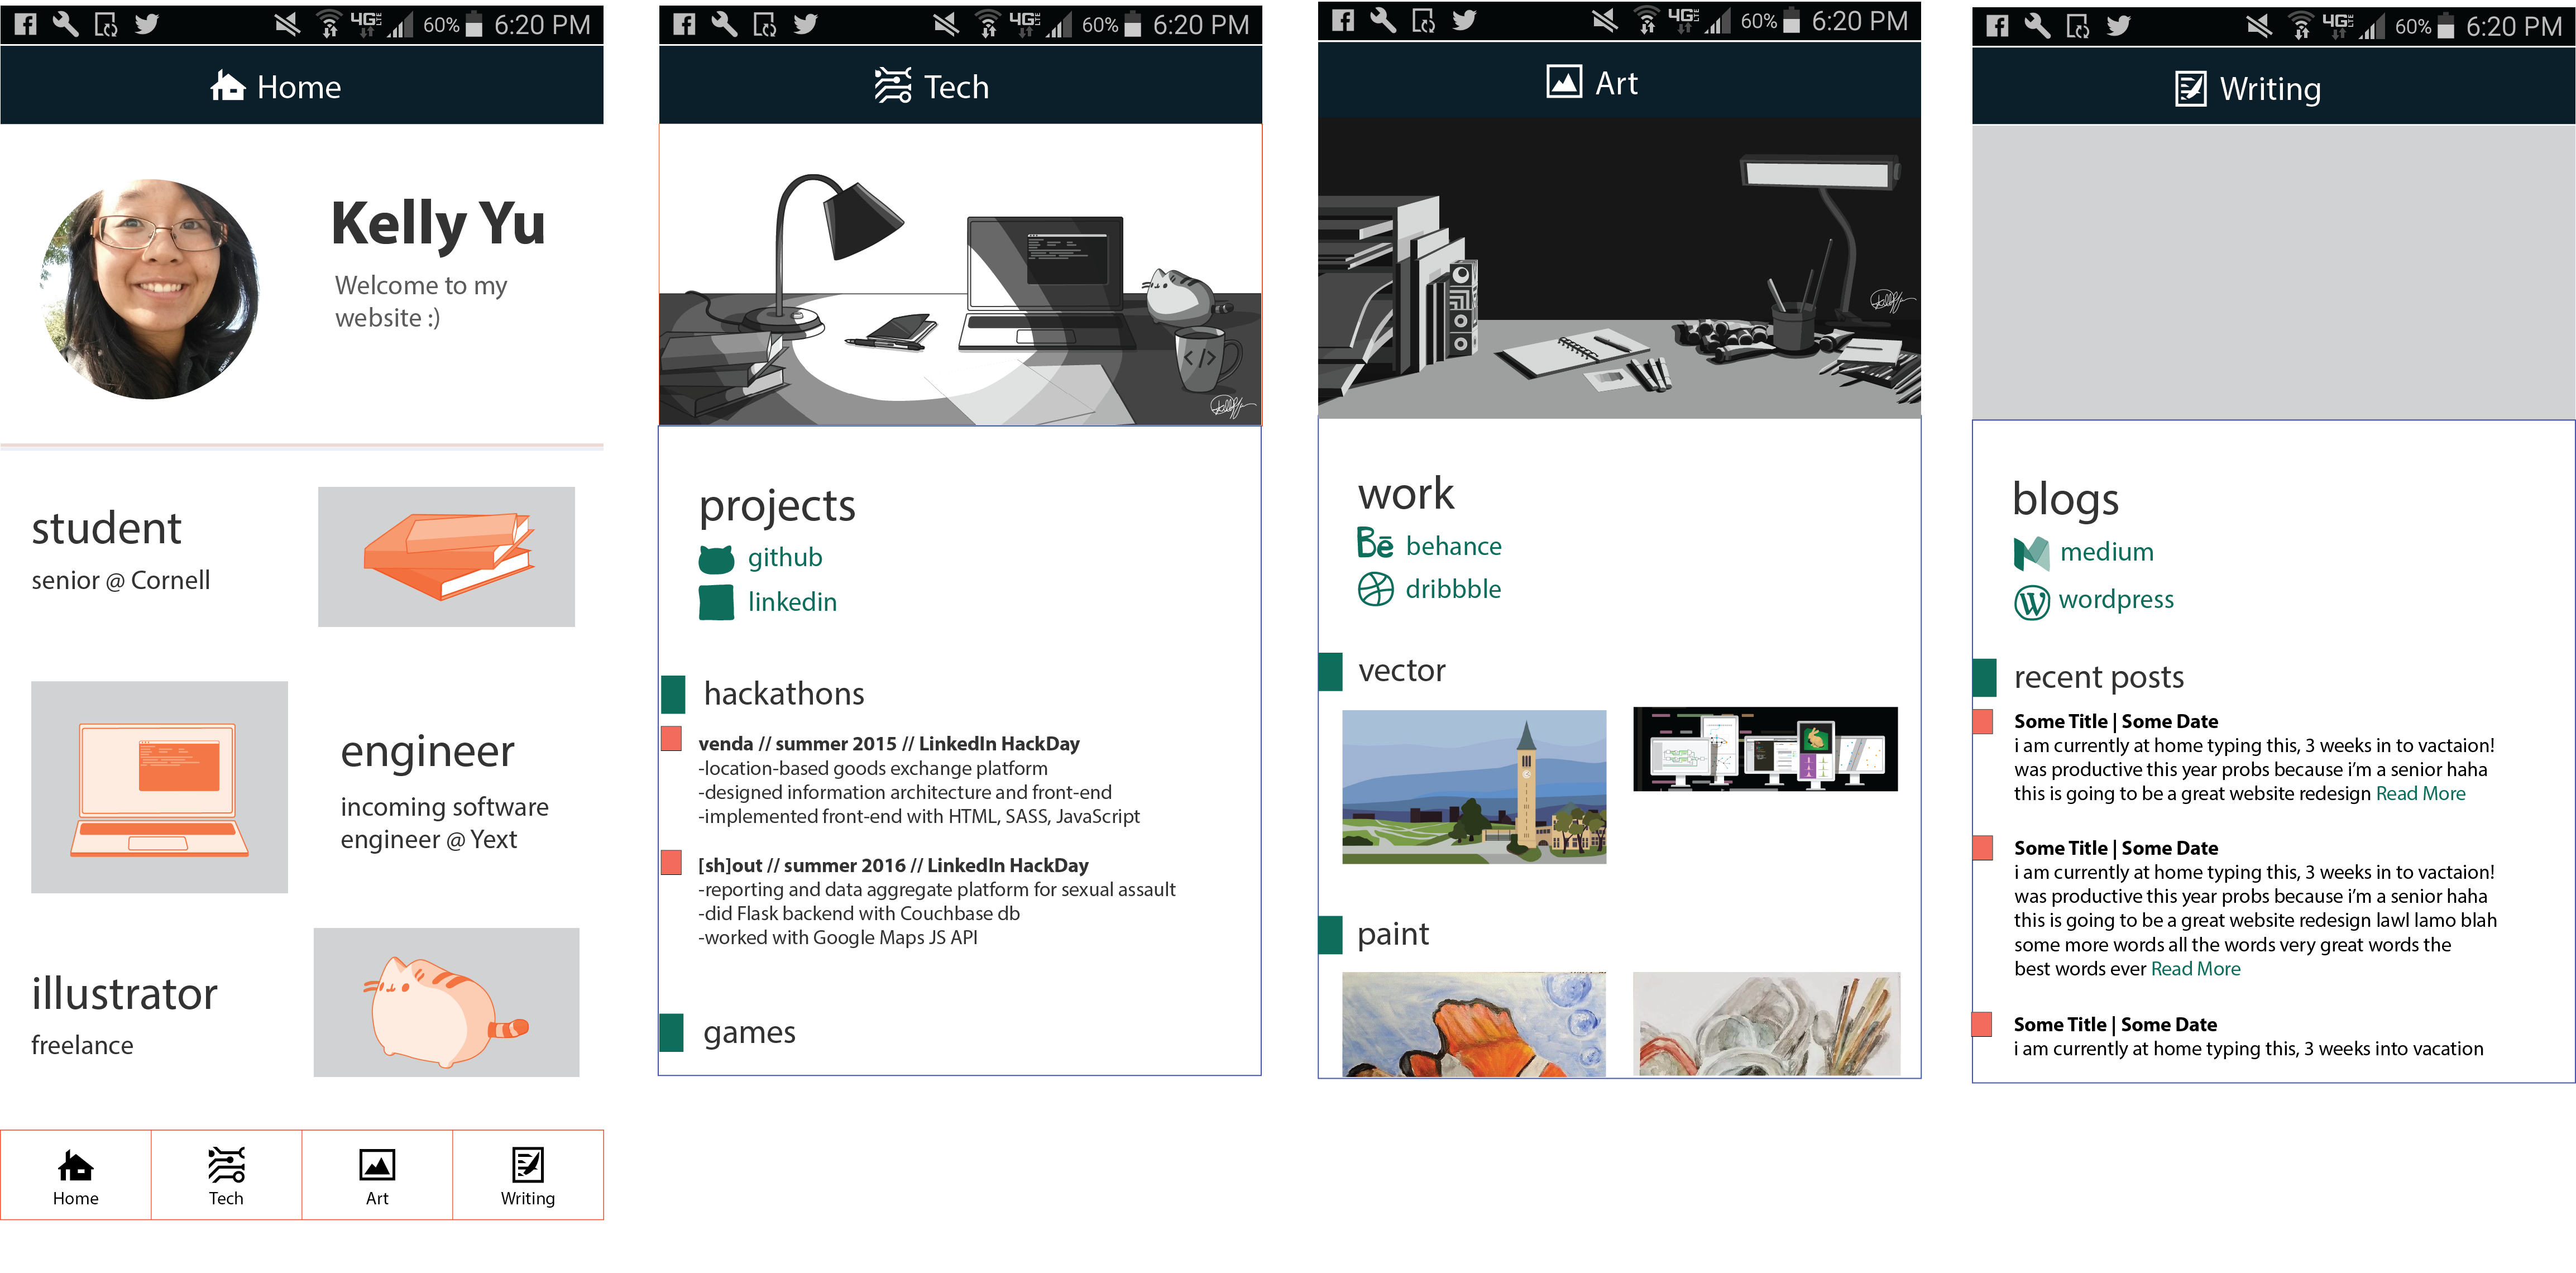 4G LTE 60% 6:20 PM
Home
Kelly Yu
Welcome to my
website :)
student
senior @ Cornell
engineer
incoming software
engineer @ Yext
illustrator
freelance
Home Tech Art Writing
4G LTE 60% 6:20 PM
Tech
</>
projects
github
linkedin
hackathons
venda // summer 2015 // LinkedIn HackDay
-location-based goods exchange platform
-designed information architecture and front-end
-implemented front-end with HTML, SASS, JavaScript
[sh]out // summer 2016 // LinkedIn HackDay
-reporting and data aggregate platform for sexual assault
-did Flask backend with Couchbase db
-worked with Google Maps JS API
games
4G LTE 60% 6:20 PM
Art
work
Bē behance
dribbble
vector
paint
4G LTE 60% 6:20 PM
Writing
blogs
medium
wordpress
recent posts
Some Title | Some Date
i am currently at home typing this, 3 weeks in to vactaion!
was productive this year probs because i’m a senior haha
this is going to be a great website redesign Read More
Some Title | Some Date
i am currently at home typing this, 3 weeks in to vactaion!
was productive this year probs because i’m a senior haha
this is going to be a great website redesign lawl lamo blah
some more words all the words very great words the
best words ever Read More
Some Title | Some Date
i am currently at home typing this, 3 weeks into vacation